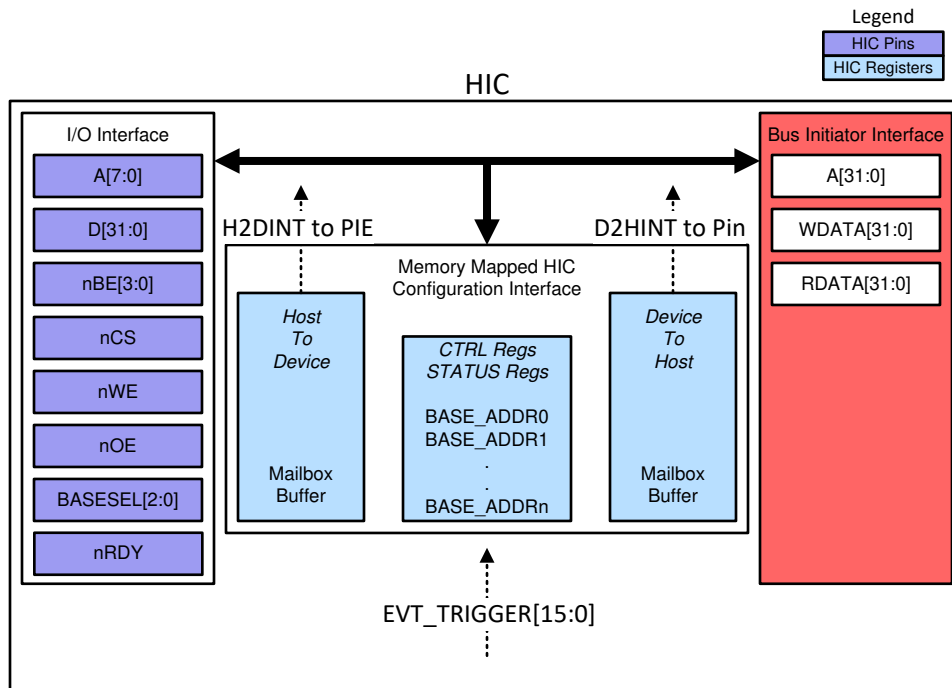 Legend
HIC Pins
HIC Registers
HIC
I/O Interface
A[7:0]
D[31:0]
nBE[3:0]
nCS
nWE
nOE
BASESEL[2:0]
nRDY
H2DINT to PIE
D2HINT to Pin
Memory Mapped HIC
Configuration Interface
Host
To
Device
Mailbox
Buffer
CTRL Regs
STATUS Regs
BASE_ADDR0
BASE_ADDR1
.
.
BASE_ADDRn
Device
To
Host
Mailbox
Buffer
EVT_TRIGGER[15:0]
Bus Initiator Interface
A[31:0]
WDATA[31:0]
RDATA[31:0]